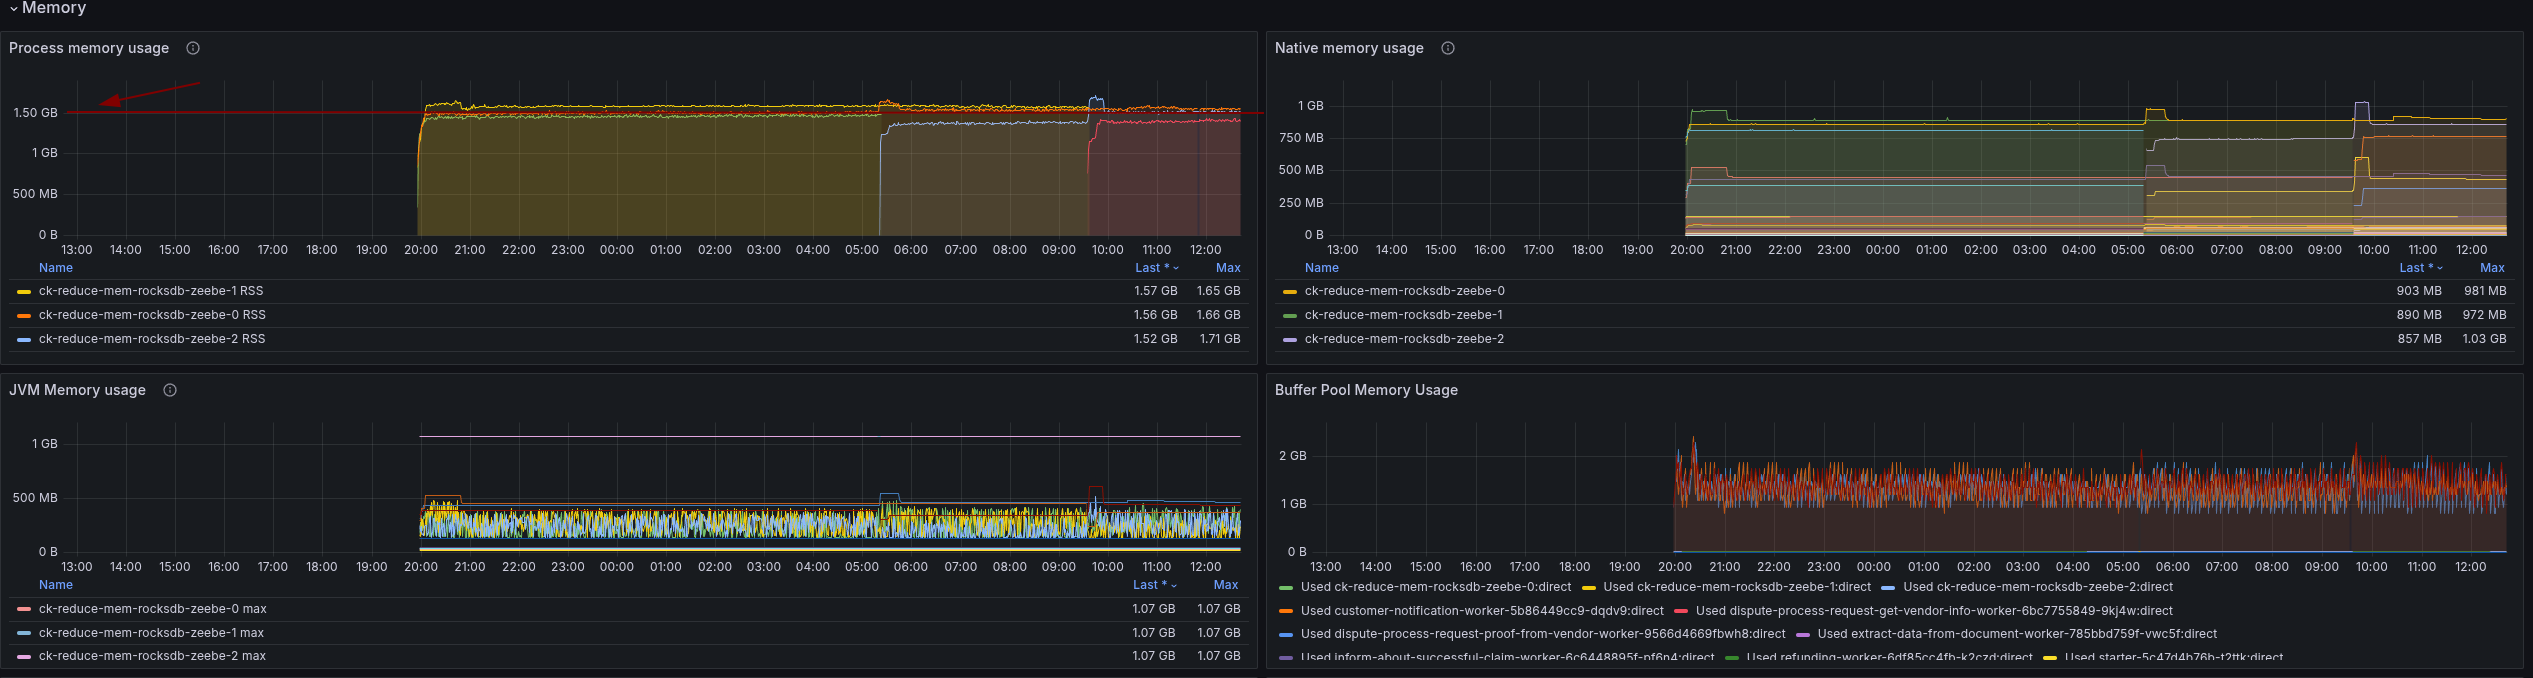 Memory
Process memory usage
1.50 GB
1 GB
500 MB
0 B
13:00 14:00 15:00 16:00 17:00 18:00 19:00 20:00 21:00 22:00 23:00 00:00 01:00 02:00 03:00 04:00 05:00 06:00 07:00 08:00 09:00 10:00 11:00 12:00
Name Last * Max
ck-reduce-mem-rocksdb-zeebe-1 RSS 1.57 GB 1.65 GB
ck-reduce-mem-rocksdb-zeebe-0 RSS 1.56 GB 1.66 GB
ck-reduce-mem-rocksdb-zeebe-2 RSS 1.52 GB 1.71 GB
Native memory usage
1 GB
750 MB
500 MB
250 MB
0 B
13:00 14:00 15:00 16:00 17:00 18:00 19:00 20:00 21:00 22:00 23:00 00:00 01:00 02:00 03:00 04:00 05:00 06:00 07:00 08:00 09:00 10:00 11:00 12:00
Name Last * Max
ck-reduce-mem-rocksdb-zeebe-0 903 MB 981 MB
ck-reduce-mem-rocksdb-zeebe-1 890 MB 972 MB
ck-reduce-mem-rocksdb-zeebe-2 857 MB 1.03 GB
JVM Memory usage
1 GB
500 MB
0 B
13:00 14:00 15:00 16:00 17:00 18:00 19:00 20:00 21:00 22:00 23:00 00:00 01:00 02:00 03:00 04:00 05:00 06:00 07:00 08:00 09:00 10:00 11:00 12:00
Name Last * Max
ck-reduce-mem-rocksdb-zeebe-0 max 1.07 GB 1.07 GB
ck-reduce-mem-rocksdb-zeebe-1 max 1.07 GB 1.07 GB
ck-reduce-mem-rocksdb-zeebe-2 max 1.07 GB 1.07 GB
Buffer Pool Memory Usage
2 GB
1 GB
0 B
13:00 14:00 15:00 16:00 17:00 18:00 19:00 20:00 21:00 22:00 23:00 00:00 01:00 02:00 03:00 04:00 05:00 06:00 07:00 08:00 09:00 10:00 11:00 12:00
Used ck-reduce-mem-rocksdb-zeebe-0:direct Used ck-reduce-mem-rocksdb-zeebe-1:direct Used ck-reduce-mem-rocksdb-zeebe-2:direct
Used customer-notification-worker-5b86449cc9-dqdv9:direct Used dispute-process-request-get-vendor-info-worker-6bc7755849-9kj4w:direct
Used dispute-process-request-proof-from-vendor-worker-9566d4669fbwh8:direct Used extract-data-from-document-worker-785bbd759f-vwc5f:direct
Used inform-about-successful-claim-worker-6c6448895f-pf6n4:direct Used refunding-worker-6df85cc4fb-k2czd:direct Used starter-5c47d4b76b-t2ttk:direct